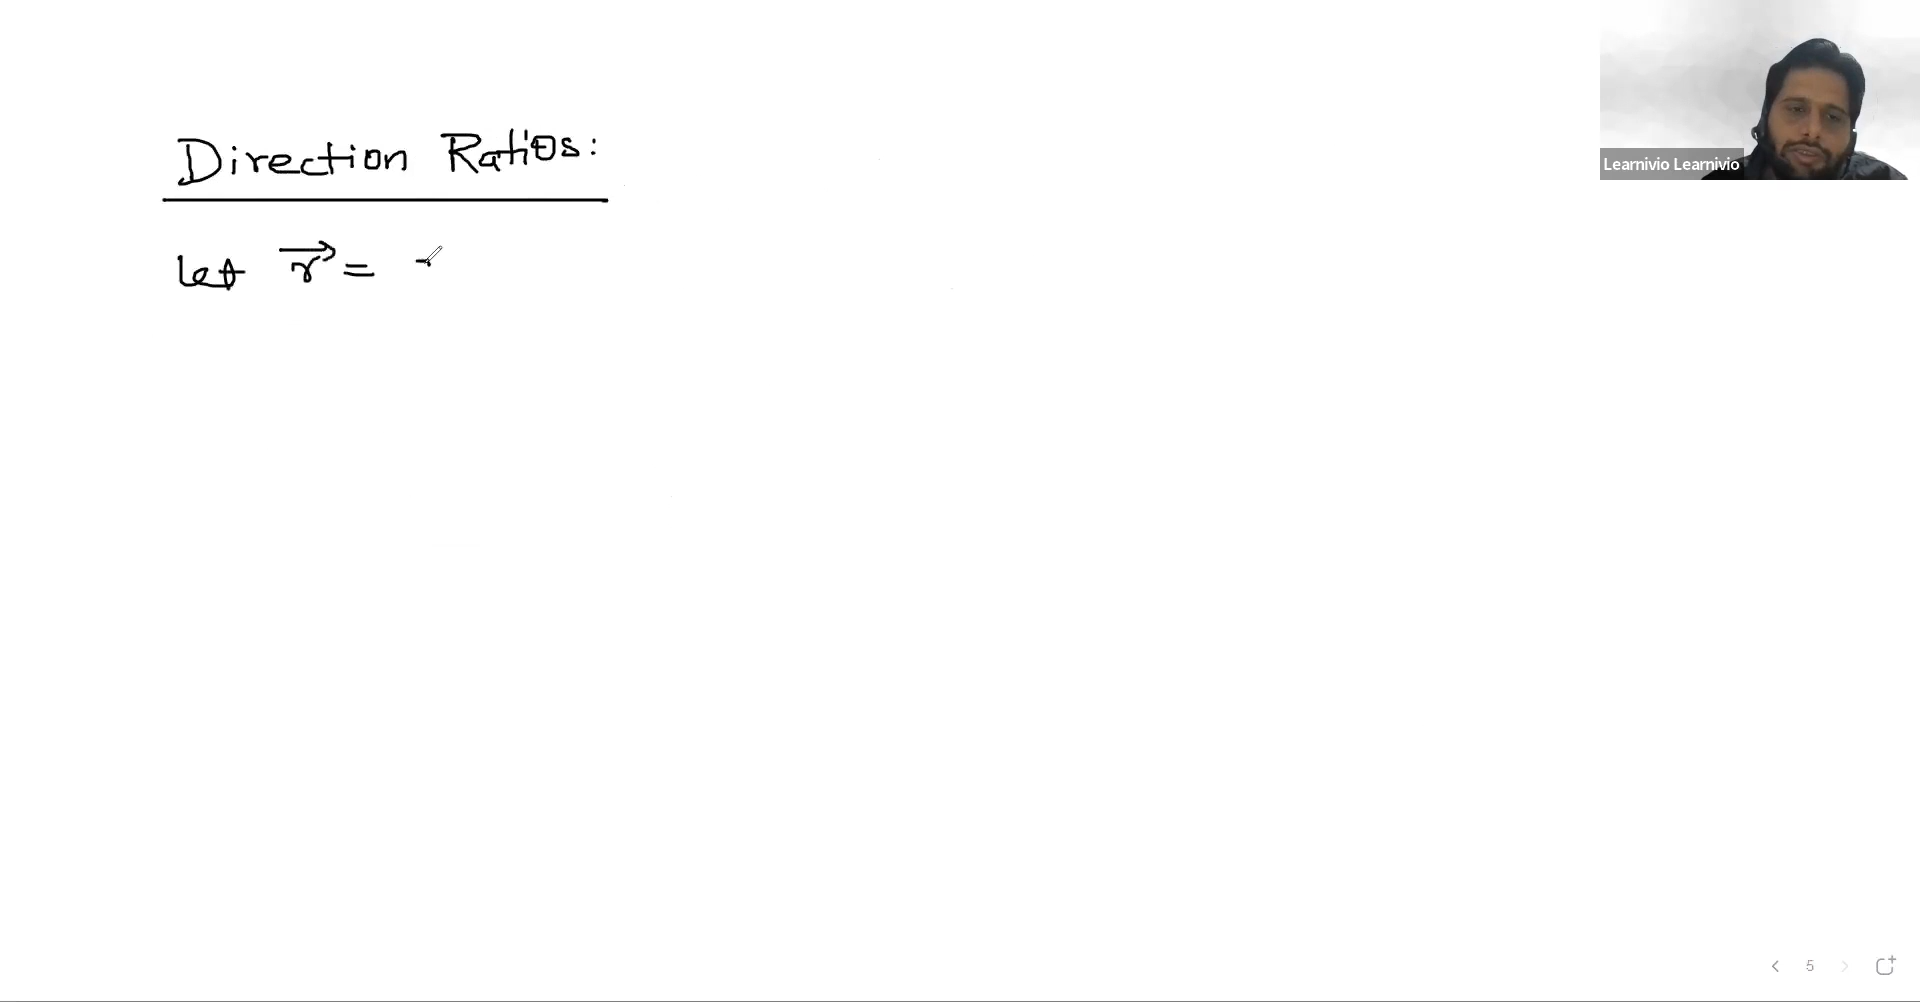 Direction Ratios:
Learnivio Learnivio
let r⃗ =
5